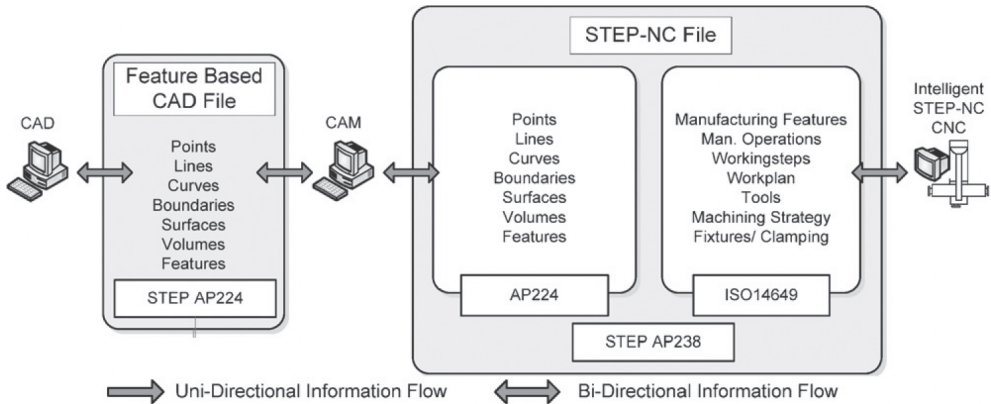 CAD
Feature Based
CAD File
Points
Lines
Curves
Boundaries
Surfaces
Volumes
Features
STEP AP224
CAM
STEP-NC File
Points
Lines
Curves
Boundaries
Surfaces
Volumes
Features
AP224
Manufacturing Features
Man. Operations
Workingsteps
Workplan
Tools
Machining Strategy
Fixtures/ Clamping
ISO14649
STEP AP238
Intelligent
STEP-NC
CNC
Uni-Directional Information Flow
Bi-Directional Information Flow